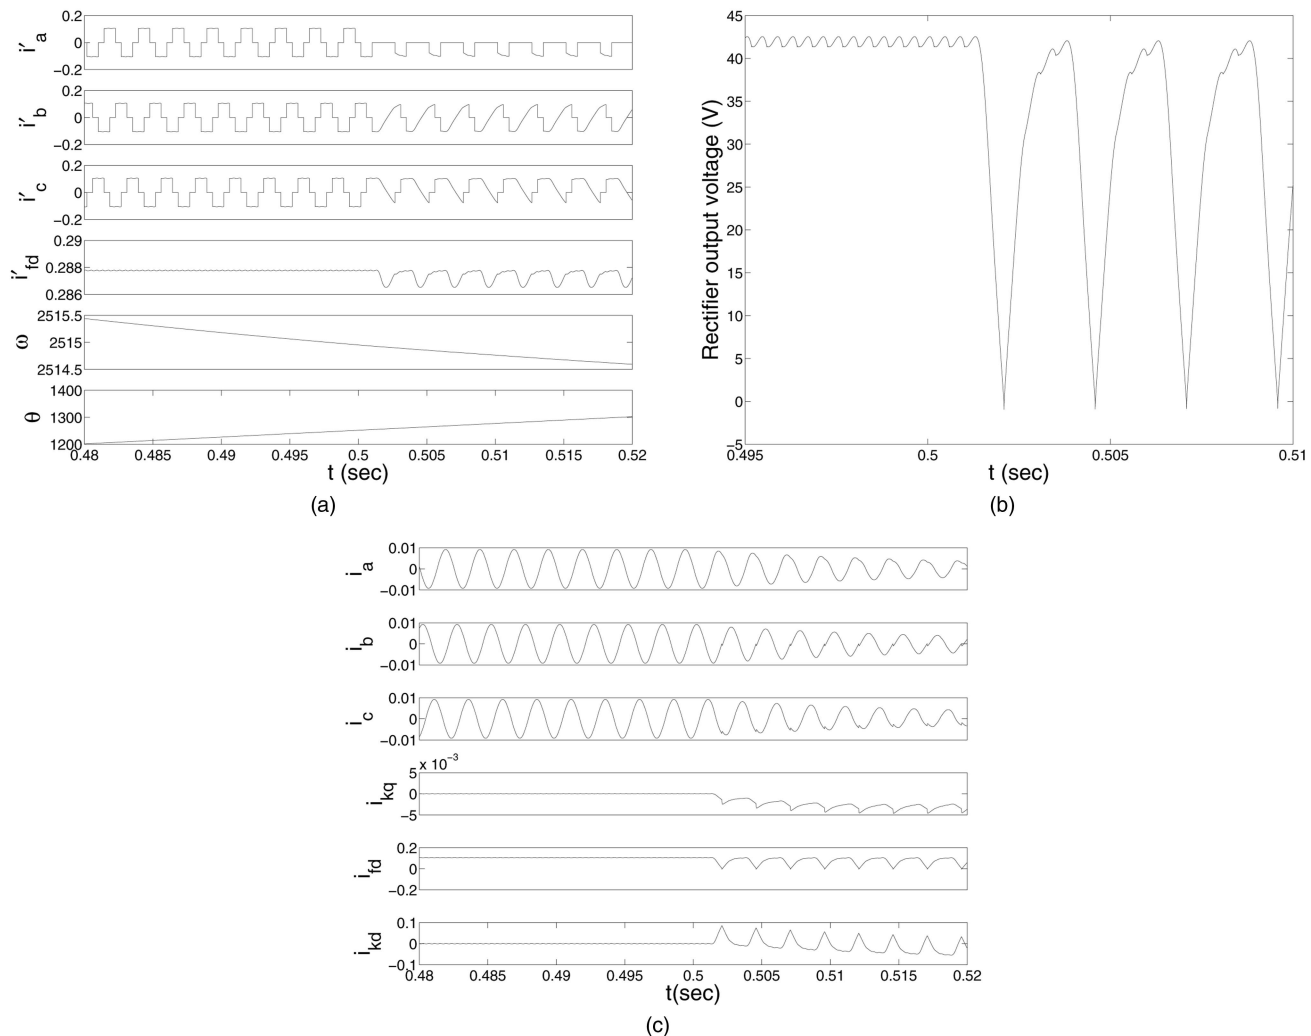 0.2
0
−0.2
i′a
0.2
0
−0.2
i′b
0.2
0
−0.2
i′c
0.29
0.288
0.286
i′fd
2515.5
2515
2514.5
ω
1400
1300
1200
θ
0.48 0.485 0.49 0.495 0.5 0.505 0.51 0.515 0.52
t (sec)
(a)
45
40
35
30
25
20
15
10
5
0
−5
Rectifier output voltage (V)
0.495 0.5 0.505 0.51
t (sec)
(b)
0.01
0
−0.01
ia
0.01
0
−0.01
ib
0.01
0
−0.01
ic
x 10−3
5
0
−5
ikq
0.2
0
−0.2
ifd
0.1
0
−0.1
ikd
0.48 0.485 0.49 0.495 0.5 0.505 0.51 0.515 0.52
t(sec)
(c)